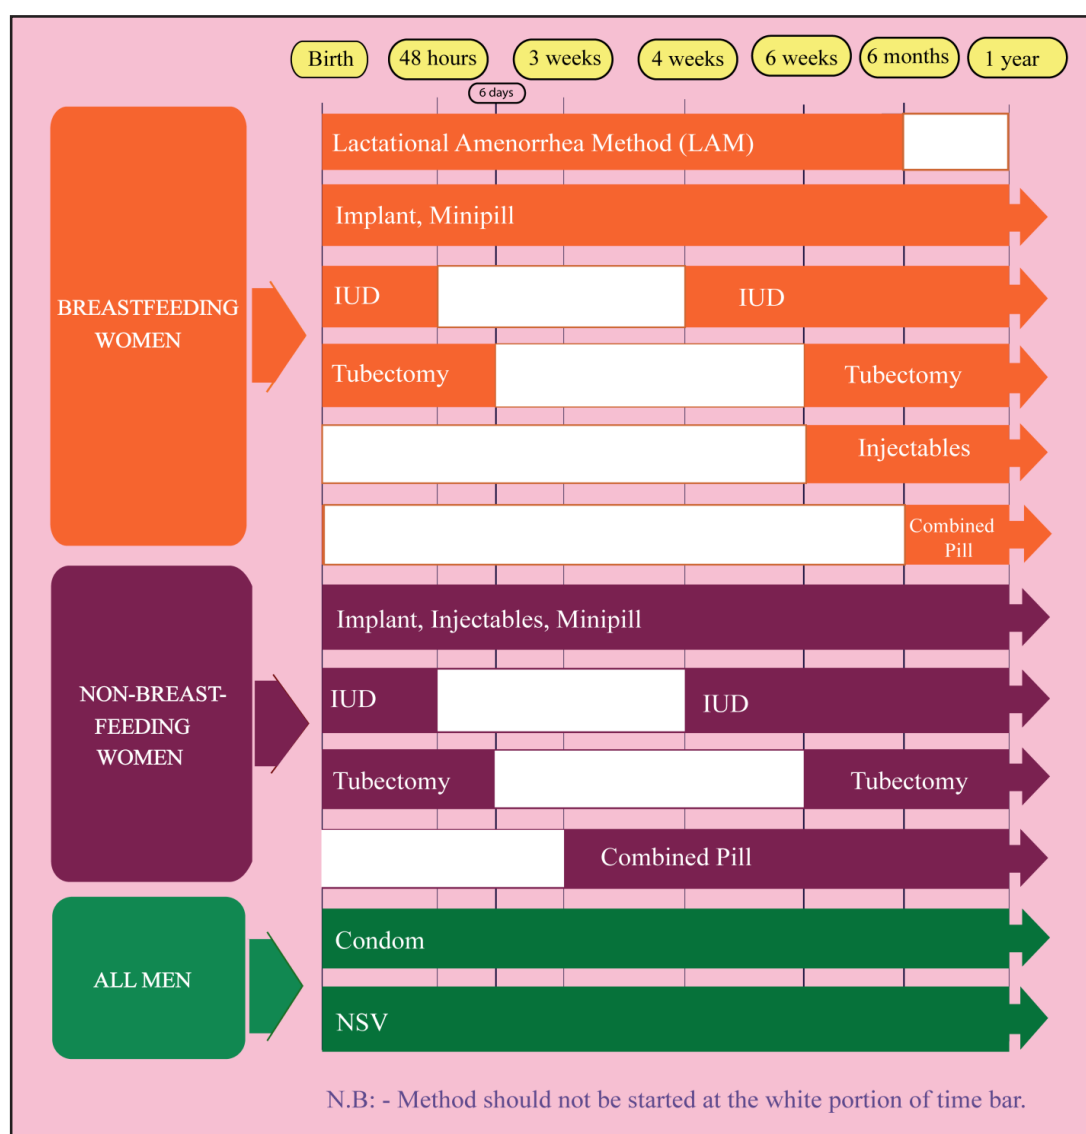 Birth 48 hours 3 weeks 4 weeks 6 weeks 6 months 1 year
6 days
Lactational Amenorrhea Method (LAM)
Implant, Minipill
BREASTFEEDING
WOMEN
IUD IUD
Tubectomy Tubectomy
Injectables
Combined
Pill
Implant, Injectables, Minipill
NON-BREAST-
FEEDING
WOMEN
IUD IUD
Tubectomy Tubectomy
Combined Pill
Condom
ALL MEN
NSV
N.B: - Method should not be started at the white portion of time bar.